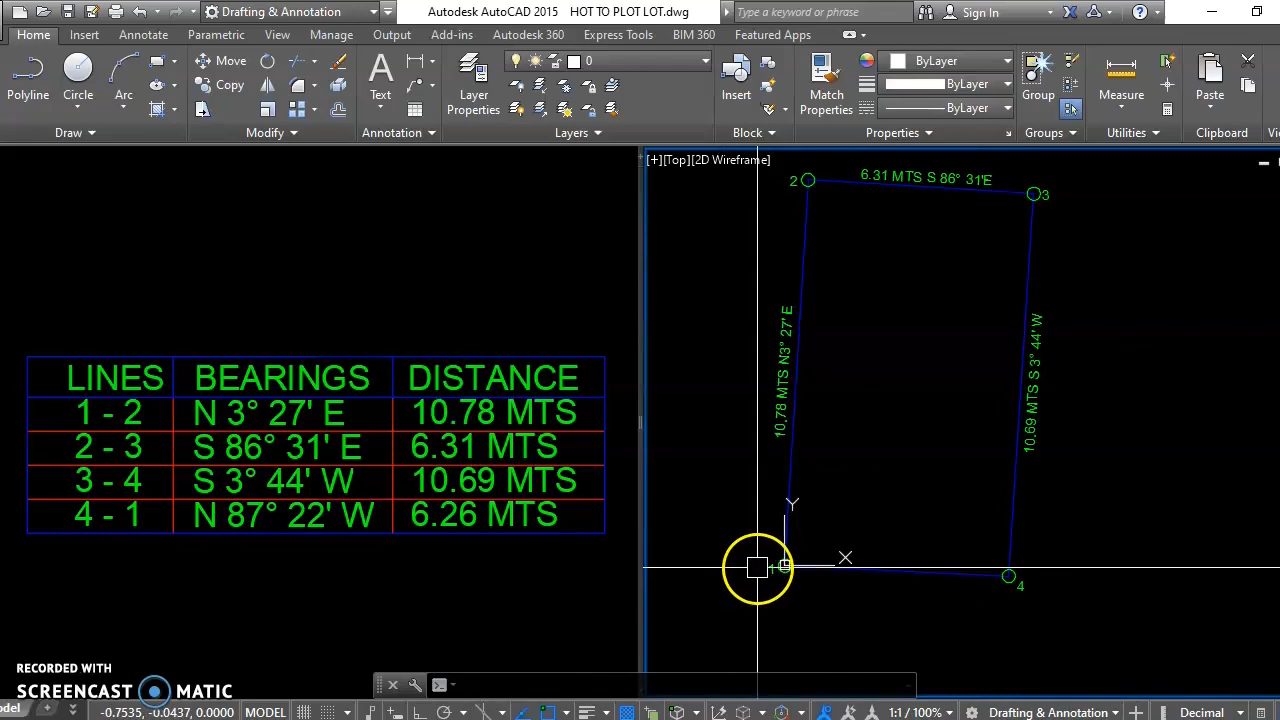 Drafting & Annotation
Autodesk AutoCAD 2015 HOT TO PLOT LOT.dwg
Type a keyword or phrase
Sign In
Home Insert Annotate Parametric View Manage Output Add-ins Autodesk 360 Express Tools BIM 360 Featured Apps
Polyline Circle Arc
Move
Copy
Text
Layer
Properties
0
Insert
Match
Properties
ByLayer
ByLayer
ByLayer
Group
Measure
Paste
Draw Modify Annotation Layers Block Properties Groups Utilities Clipboard
[+][Top][2D Wireframe]
LINES BEARINGS DISTANCE
1 - 2 N 3° 27' E 10.78 MTS
2 - 3 S 86° 31' E 6.31 MTS
3 - 4 S 3° 44' W 10.69 MTS
4 - 1 N 87° 22' W 6.26 MTS
2
6.31 MTS S 86° 31'E
3
10.78 MTS N3° 27' E
10.69 MTS S 3° 44' W
Y
X
1
4
RECORDED WITH
SCREENCAST MATIC
-0.7535, -0.0437, 0.0000 MODEL
1:1 / 100%
Drafting & Annotation
Decimal